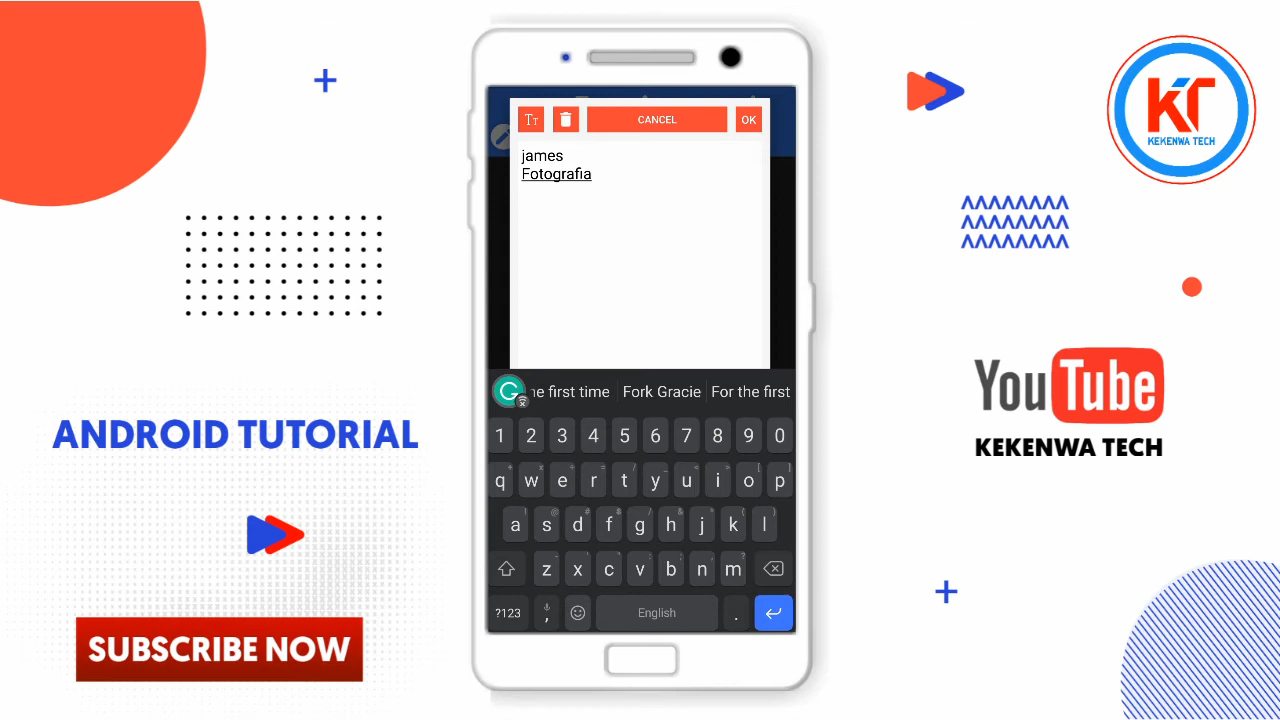 KT
KEKENWA TECH
TT
CANCEL
OK
james
Fotografia
ANDROID TUTORIAL
SUBSCRIBE NOW
YouTube
KEKENWA TECH
G
he first time
Fork Gracie
For the first
1 2 3 4 5 6 7 8 9 0
q w e r t y u i o p
a s d f g h j k l
z x c v b n m
?123 , English .